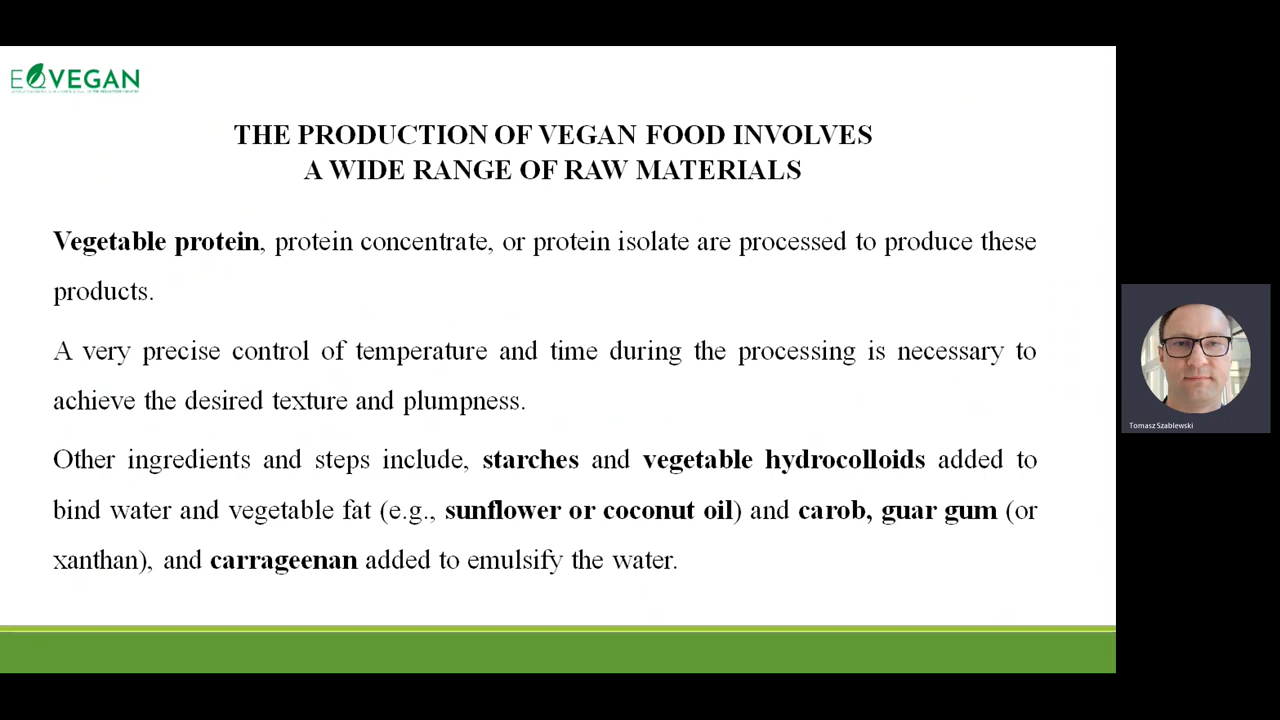 EQVEGAN
THE PRODUCTION OF VEGAN FOOD INVOLVES
A WIDE RANGE OF RAW MATERIALS
Vegetable protein, protein concentrate, or protein isolate are processed to produce these
products.
A very precise control of temperature and time during the processing is necessary to
achieve the desired texture and plumpness.
Other ingredients and steps include, starches and vegetable hydrocolloids added to
bind water and vegetable fat (e.g., sunflower or coconut oil) and carob, guar gum (or
xanthan), and carrageenan added to emulsify the water.
Tomasz Szablewski